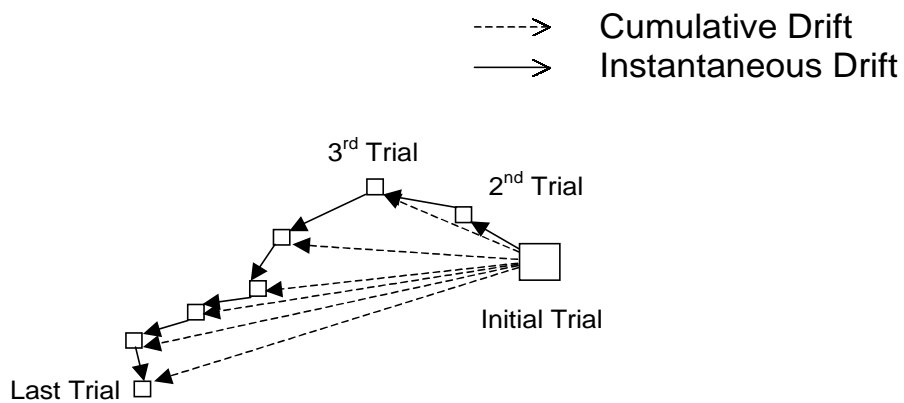 Cumulative Drift
Instantaneous Drift
3rd Trial
2nd Trial
Initial Trial
Last Trial